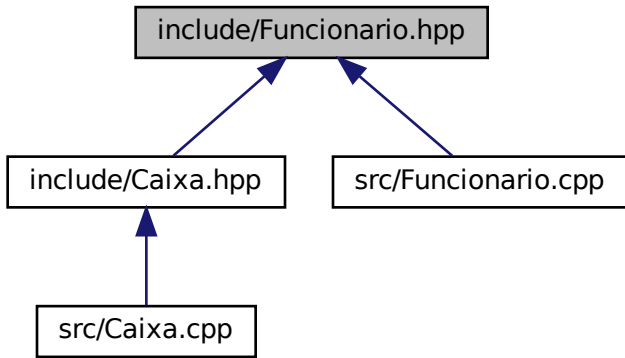 include/Funcionario.hpp
include/Caixa.hpp
src/Funcionario.cpp
src/Caixa.cpp